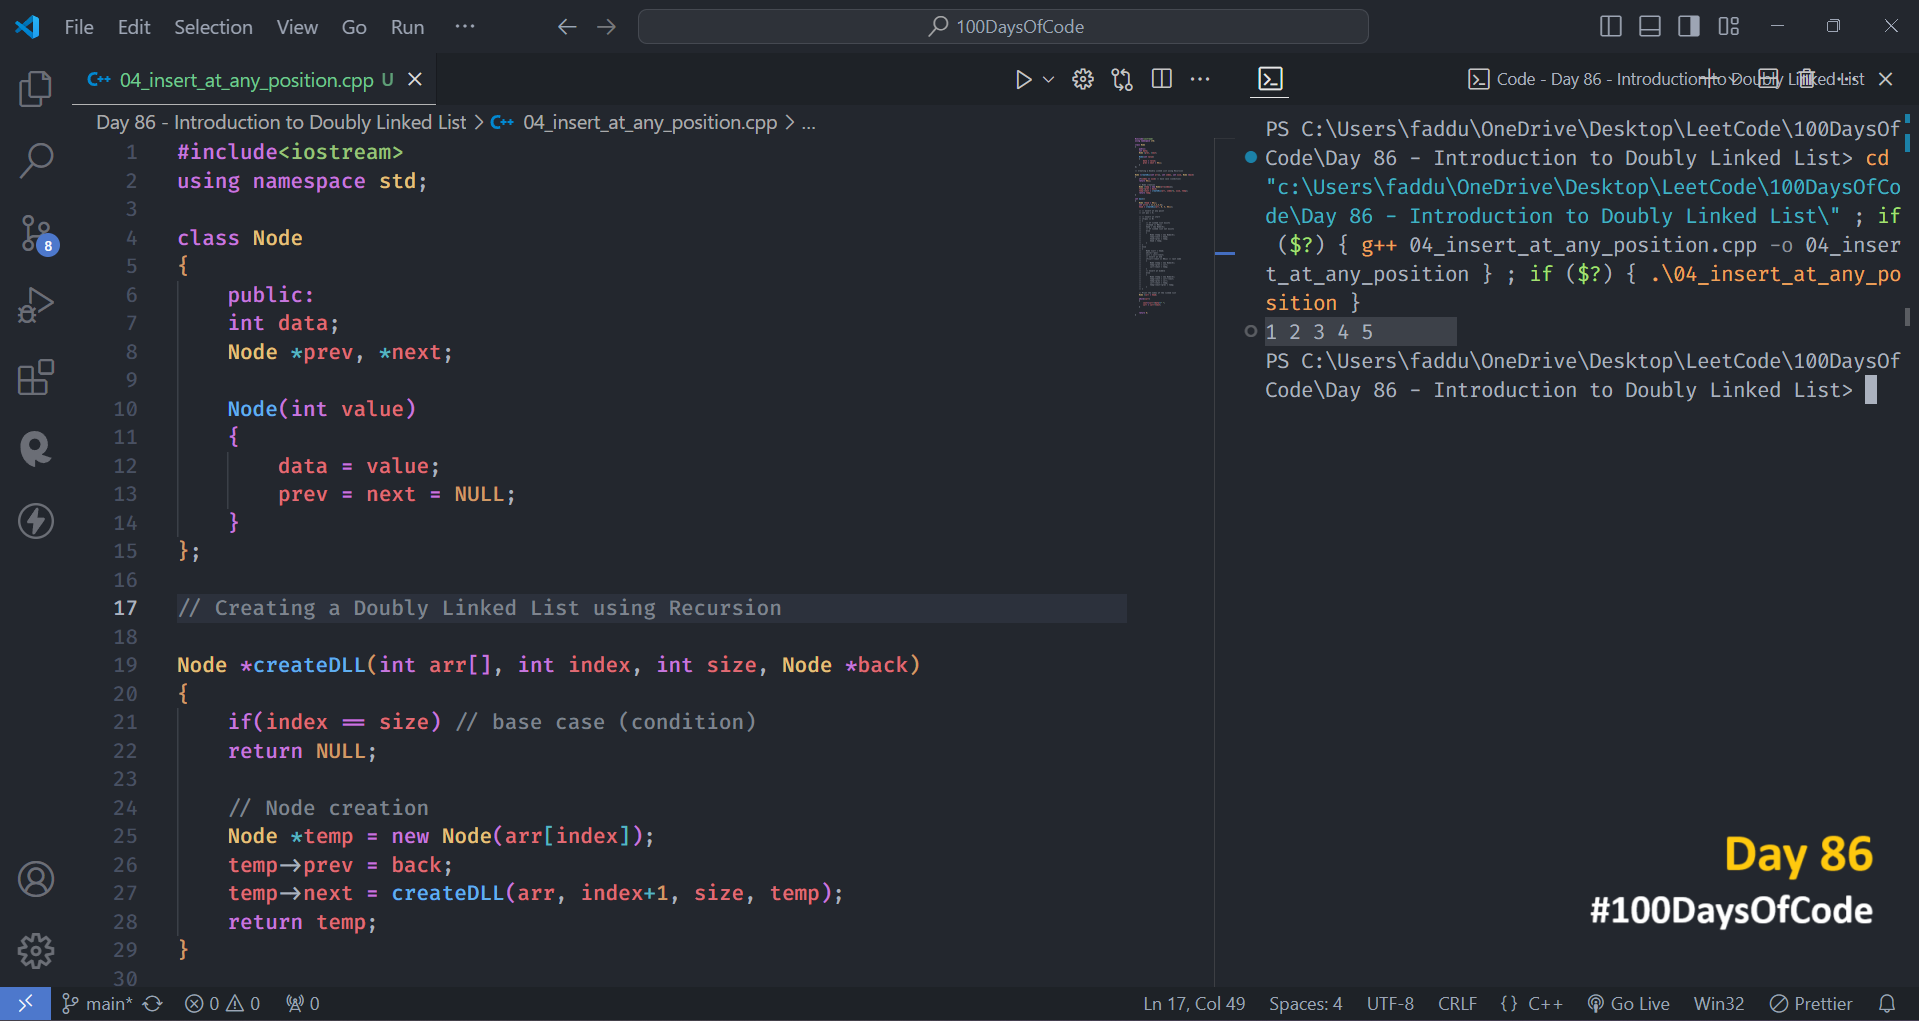 File Edit Selection View Go Run ··· 100DaysOfCode
04_insert_at_any_position.cpp U
Day 86 - Introduction to Doubly Linked List > 04_insert_at_any_position.cpp > ...
1 #include<iostream>
2 using namespace std;
3
4 class Node
5 {
6 public:
7 int data;
8 Node *prev, *next;
9
10 Node(int value)
11 {
12 data = value;
13 prev = next = NULL;
14 }
15 };
16
17 // Creating a Doubly Linked List using Recursion
18
19 Node *createDLL(int arr[], int index, int size, Node *back)
20 {
21 if(index == size) // base case (condition)
22 return NULL;
23
24 // Node creation
25 Node *temp = new Node(arr[index]);
26 temp->prev = back;
27 temp->next = createDLL(arr, index+1, size, temp);
28 return temp;
29 }
30
Code - Day 86 - Introduction to Doubly Linked List
PS C:\Users\faddu\OneDrive\Desktop\LeetCode\100DaysOf
Code\Day 86 - Introduction to Doubly Linked List> cd
"c:\Users\faddu\OneDrive\Desktop\LeetCode\100DaysOfCo
de\Day 86 - Introduction to Doubly Linked List\" ; if
($?) { g++ 04_insert_at_any_position.cpp -o 04_inser
t_at_any_position } ; if ($?) { .\04_insert_at_any_po
sition }
1 2 3 4 5
PS C:\Users\faddu\OneDrive\Desktop\LeetCode\100DaysOf
Code\Day 86 - Introduction to Doubly Linked List>
8
Day 86
#100DaysOfCode
main* 0 0 0 Ln 17, Col 49 Spaces: 4 UTF-8 CRLF {} C++ Go Live Win32 Prettier